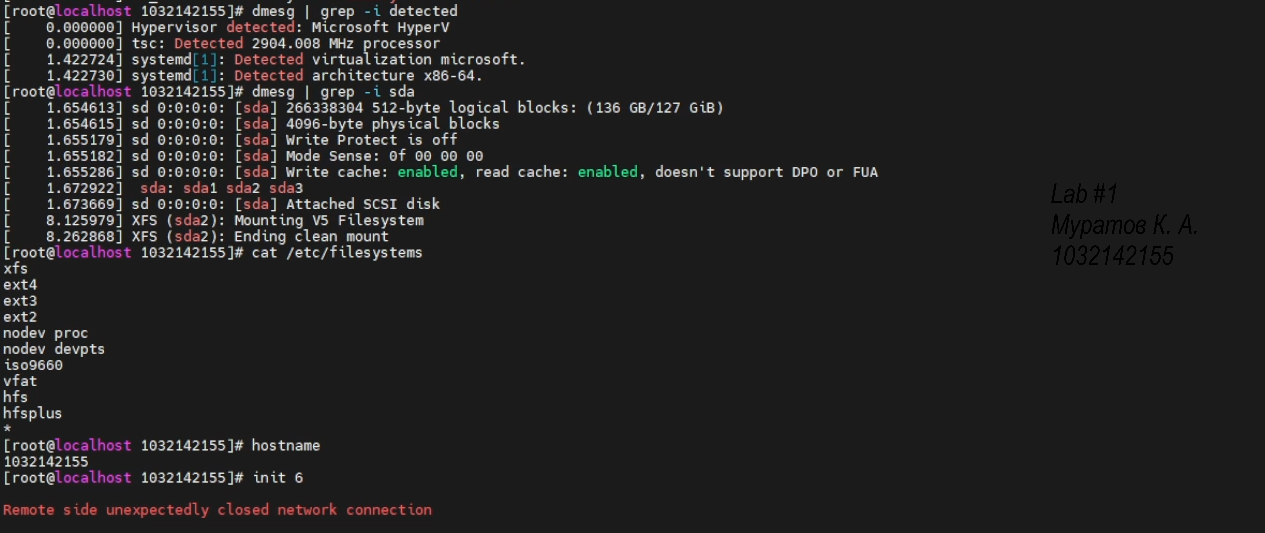 [root@localhost 1032142155]# dmesg | grep -i detected
[    0.000000] Hypervisor detected: Microsoft HyperV
[    0.000000] tsc: Detected 2904.008 MHz processor
[    1.422724] systemd[1]: Detected virtualization microsoft.
[    1.422730] systemd[1]: Detected architecture x86-64.
[root@localhost 1032142155]# dmesg | grep -i sda
[    1.654613] sd 0:0:0:0: [sda] 266338304 512-byte logical blocks: (136 GB/127 GiB)
[    1.654615] sd 0:0:0:0: [sda] 4096-byte physical blocks
[    1.655179] sd 0:0:0:0: [sda] Write Protect is off
[    1.655182] sd 0:0:0:0: [sda] Mode Sense: 0f 00 00 00
[    1.655286] sd 0:0:0:0: [sda] Write cache: enabled, read cache: enabled, doesn't support DPO or FUA
[    1.672922]  sda: sda1 sda2 sda3
[    1.673669] sd 0:0:0:0: [sda] Attached SCSI disk
[    8.125979] XFS (sda2): Mounting V5 Filesystem
[    8.262868] XFS (sda2): Ending clean mount
[root@localhost 1032142155]# cat /etc/filesystems
xfs
ext4
ext3
ext2
nodev proc
nodev devpts
iso9660
vfat
hfs
hfsplus
*
[root@localhost 1032142155]# hostname
1032142155
[root@localhost 1032142155]# init 6
Remote side unexpectedly closed network connection
Lab #1
Муратов К. А.
1032142155